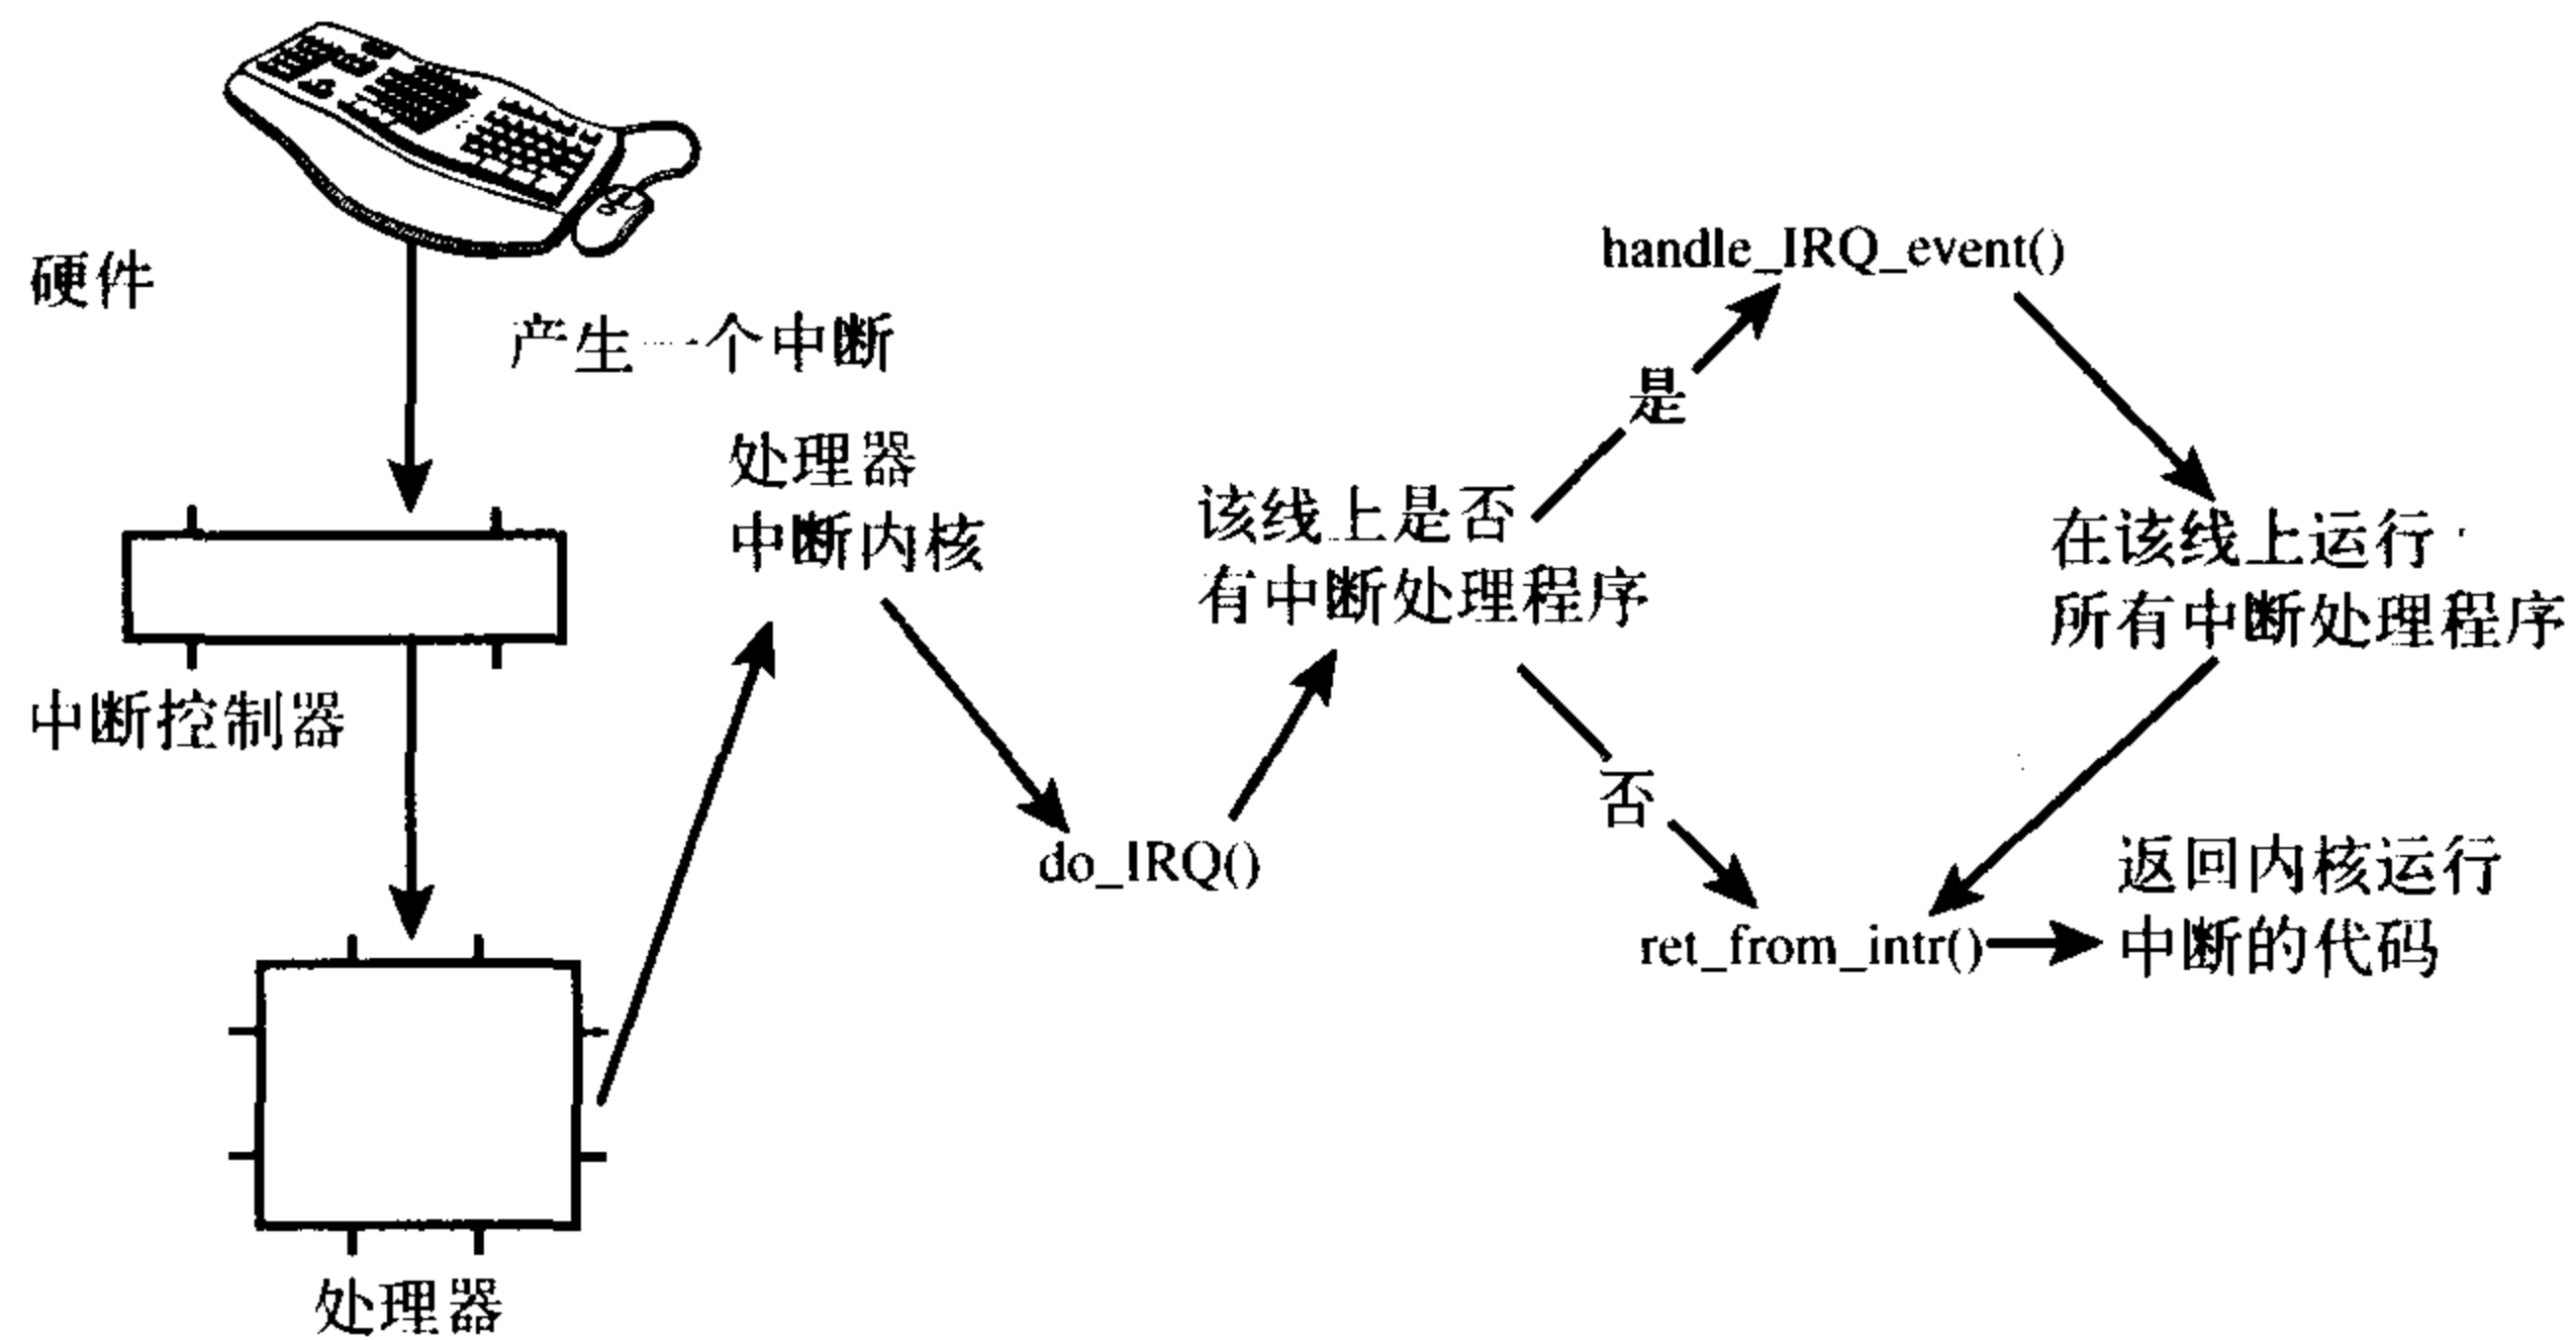 硬件
产生一个中断
中断控制器
处理器
处理器
中断内核
do_IRQ()
该线上是否
有中断处理程序
是
否
handle_IRQ_event()
在该线上运行
所有中断处理程序
ret_from_intr()
返回内核运行
中断的代码